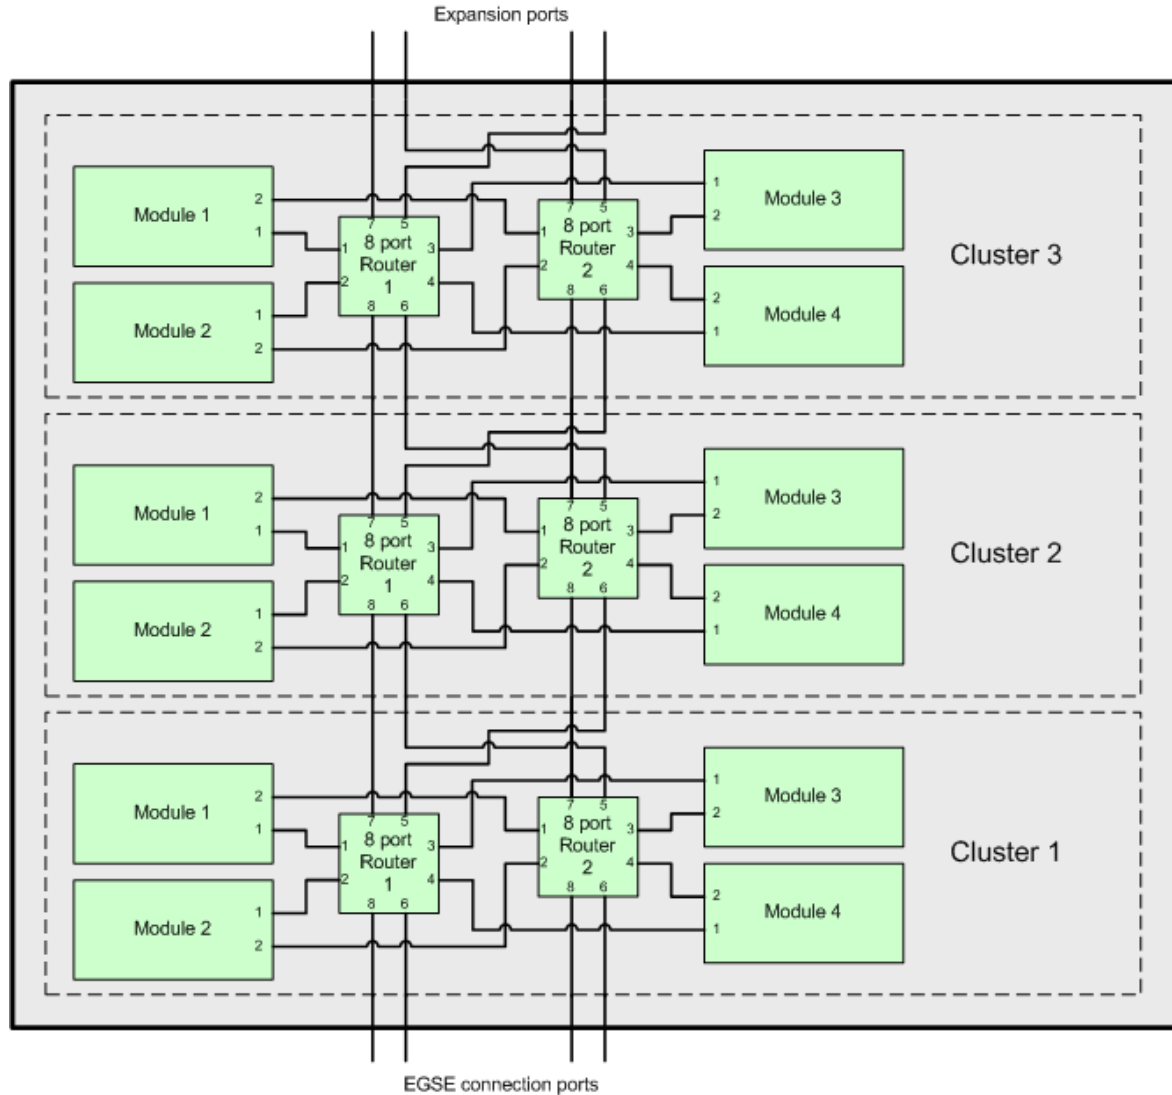 Expansion ports
Module 1
2
1
Module 2
1
2
7 5
8 port
Router
1
1
2
3
4
8 6
7 5
8 port
Router
2
1
2
3
4
8 6
1
2
Module 3
2
1
Module 4
Cluster 3
Module 1
2
1
Module 2
1
2
7 5
8 port
Router
1
1
2
3
4
8 6
7 5
8 port
Router
2
1
2
3
4
8 6
1
2
Module 3
2
1
Module 4
Cluster 2
Module 1
2
1
Module 2
1
2
7 5
8 port
Router
1
1
2
3
4
8 6
7 5
8 port
Router
2
1
2
3
4
8 6
1
2
Module 3
2
1
Module 4
Cluster 1
EGSE connection ports